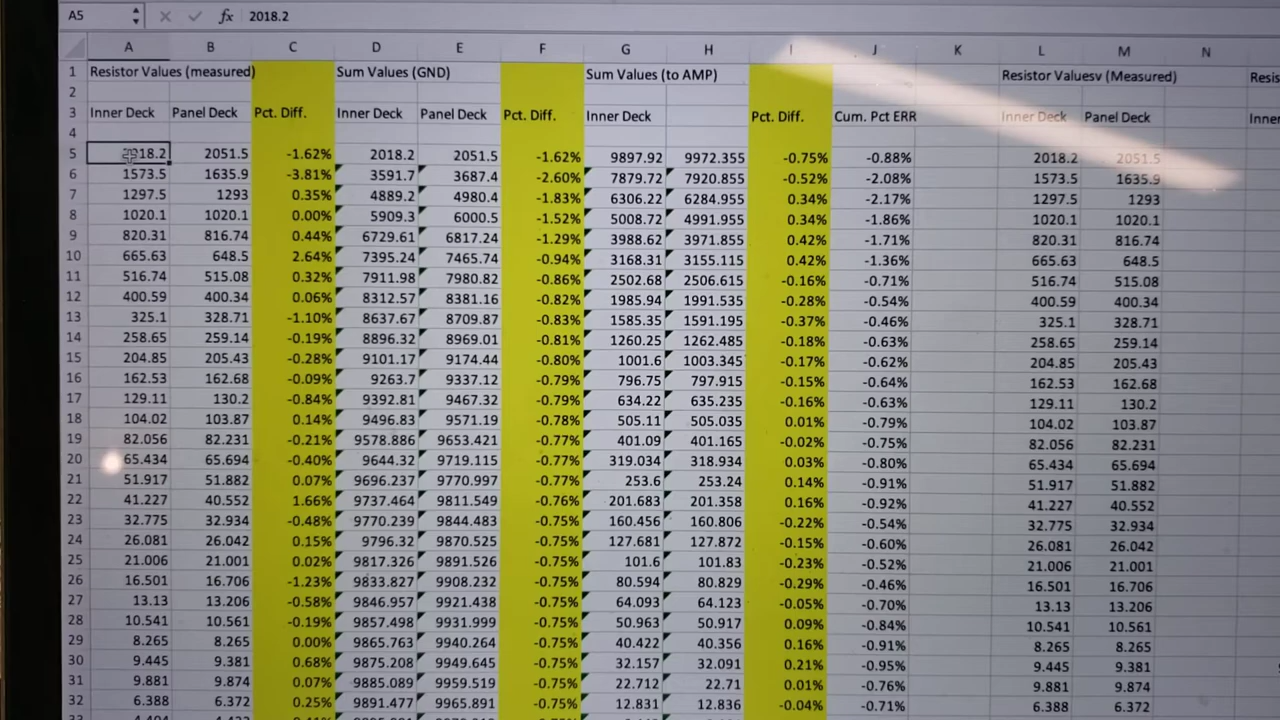 A5 fx 2018.2
A B C D E F G H I J K L M N
1 Resistor Values (measured) Sum Values (GND) Sum Values (to AMP) Resistor Valuesv (Measured) Resis
2
3 Inner Deck Panel Deck Pct. Diff. Inner Deck Panel Deck Pct. Diff. Inner Deck Pct. Diff. Cum. Pct ERR Inner Deck Panel Deck Inner
4
5 2018.2 2051.5 -1.62% 2018.2 2051.5 -1.62% 9897.92 9972.355 -0.75% -0.88% 2018.2 2051.5
6 1573.5 1635.9 -3.81% 3591.7 3687.4 -2.60% 7879.72 7920.855 -0.52% -2.08% 1573.5 1635.9
7 1297.5 1293 0.35% 4889.2 4980.4 -1.83% 6306.22 6284.955 0.34% -2.17% 1297.5 1293
8 1020.1 1020.1 0.00% 5909.3 6000.5 -1.52% 5008.72 4991.955 0.34% -1.86% 1020.1 1020.1
9 820.31 816.74 0.44% 6729.61 6817.24 -1.29% 3988.62 3971.855 0.42% -1.71% 820.31 816.74
10 665.63 648.5 2.64% 7395.24 7465.74 -0.94% 3168.31 3155.115 0.42% -1.36% 665.63 648.5
11 516.74 515.08 0.32% 7911.98 7980.82 -0.86% 2502.68 2506.615 -0.16% -0.71% 516.74 515.08
12 400.59 400.34 0.06% 8312.57 8381.16 -0.82% 1985.94 1991.535 -0.28% -0.54% 400.59 400.34
13 325.1 328.71 -1.10% 8637.67 8709.87 -0.83% 1585.35 1591.195 -0.37% -0.46% 325.1 328.71
14 258.65 259.14 -0.19% 8896.32 8969.01 -0.81% 1260.25 1262.485 -0.18% -0.63% 258.65 259.14
15 204.85 205.43 -0.28% 9101.17 9174.44 -0.80% 1001.6 1003.345 -0.17% -0.62% 204.85 205.43
16 162.53 162.68 -0.09% 9263.7 9337.12 -0.79% 796.75 797.915 -0.15% -0.64% 162.53 162.68
17 129.11 130.2 -0.84% 9392.81 9467.32 -0.79% 634.22 635.235 -0.16% -0.63% 129.11 130.2
18 104.02 103.87 0.14% 9496.83 9571.19 -0.78% 505.11 505.035 0.01% -0.79% 104.02 103.87
19 82.056 82.231 -0.21% 9578.886 9653.421 -0.77% 401.09 401.165 -0.02% -0.75% 82.056 82.231
20 65.434 65.694 -0.40% 9644.32 9719.115 -0.77% 319.034 318.934 0.03% -0.80% 65.434 65.694
21 51.917 51.882 0.07% 9696.237 9770.997 -0.77% 253.6 253.24 0.14% -0.91% 51.917 51.882
22 41.227 40.552 1.66% 9737.464 9811.549 -0.76% 201.683 201.358 0.16% -0.92% 41.227 40.552
23 32.775 32.934 -0.48% 9770.239 9844.483 -0.75% 160.456 160.806 -0.22% -0.54% 32.775 32.934
24 26.081 26.042 0.15% 9796.32 9870.525 -0.75% 127.681 127.872 -0.15% -0.60% 26.081 26.042
25 21.006 21.001 0.02% 9817.326 9891.526 -0.75% 101.6 101.83 -0.23% -0.52% 21.006 21.001
26 16.501 16.706 -1.23% 9833.827 9908.232 -0.75% 80.594 80.829 -0.29% -0.46% 16.501 16.706
27 13.13 13.206 -0.58% 9846.957 9921.438 -0.75% 64.093 64.123 -0.05% -0.70% 13.13 13.206
28 10.541 10.561 -0.19% 9857.498 9931.999 -0.75% 50.963 50.917 0.09% -0.84% 10.541 10.561
29 8.265 8.265 0.00% 9865.763 9940.264 -0.75% 40.422 40.356 0.16% -0.91% 8.265 8.265
30 9.445 9.381 0.68% 9875.208 9949.645 -0.75% 32.157 32.091 0.21% -0.95% 9.445 9.381
31 9.881 9.874 0.07% 9885.089 9959.519 -0.75% 22.712 22.71 0.01% -0.76% 9.881 9.874
32 6.388 6.372 0.25% 9891.477 9965.891 -0.75% 12.831 12.836 -0.04% -0.71% 6.388 6.372